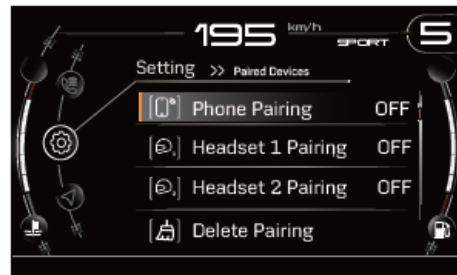 195 km/h SPORT 5
Setting >> Paired Devices
Phone Pairing OFF
Headset 1 Pairing OFF
Headset 2 Pairing OFF
Delete Pairing